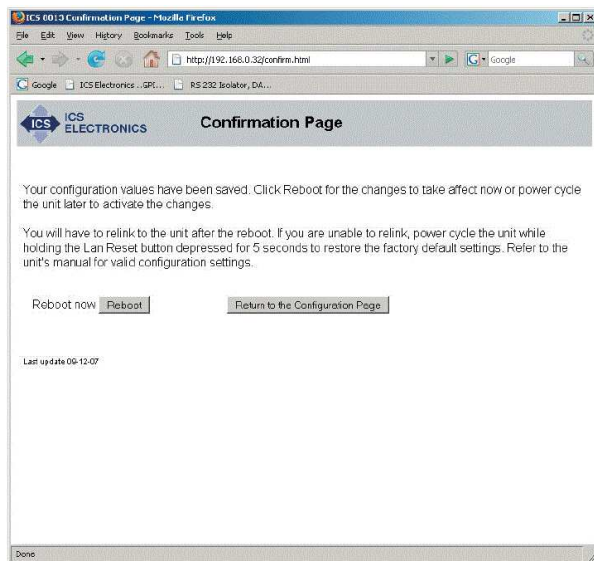 ICS 8013 Confirmation Page - Mozilla Firefox
File Edit View History Bookmarks Tools Help
http://192.168.0.32/confirm.html
Google
Google ICS Electronics ..GPI... RS 232 Isolator, DA...
ICS
ICS ELECTRONICS
Confirmation Page
Your configuration values have been saved. Click Reboot for the changes to take affect now or power cycle
the unit later to activate the changes.
You will have to relink to the unit after the reboot. If you are unable to relink, power cycle the unit while
holding the Lan Reset button depressed for 5 seconds to restore the factory default settings. Refer to the
unit's manual for valid configuration settings.
Reboot now Reboot Return to the Configuration Page
Last update 09-12-07
Done